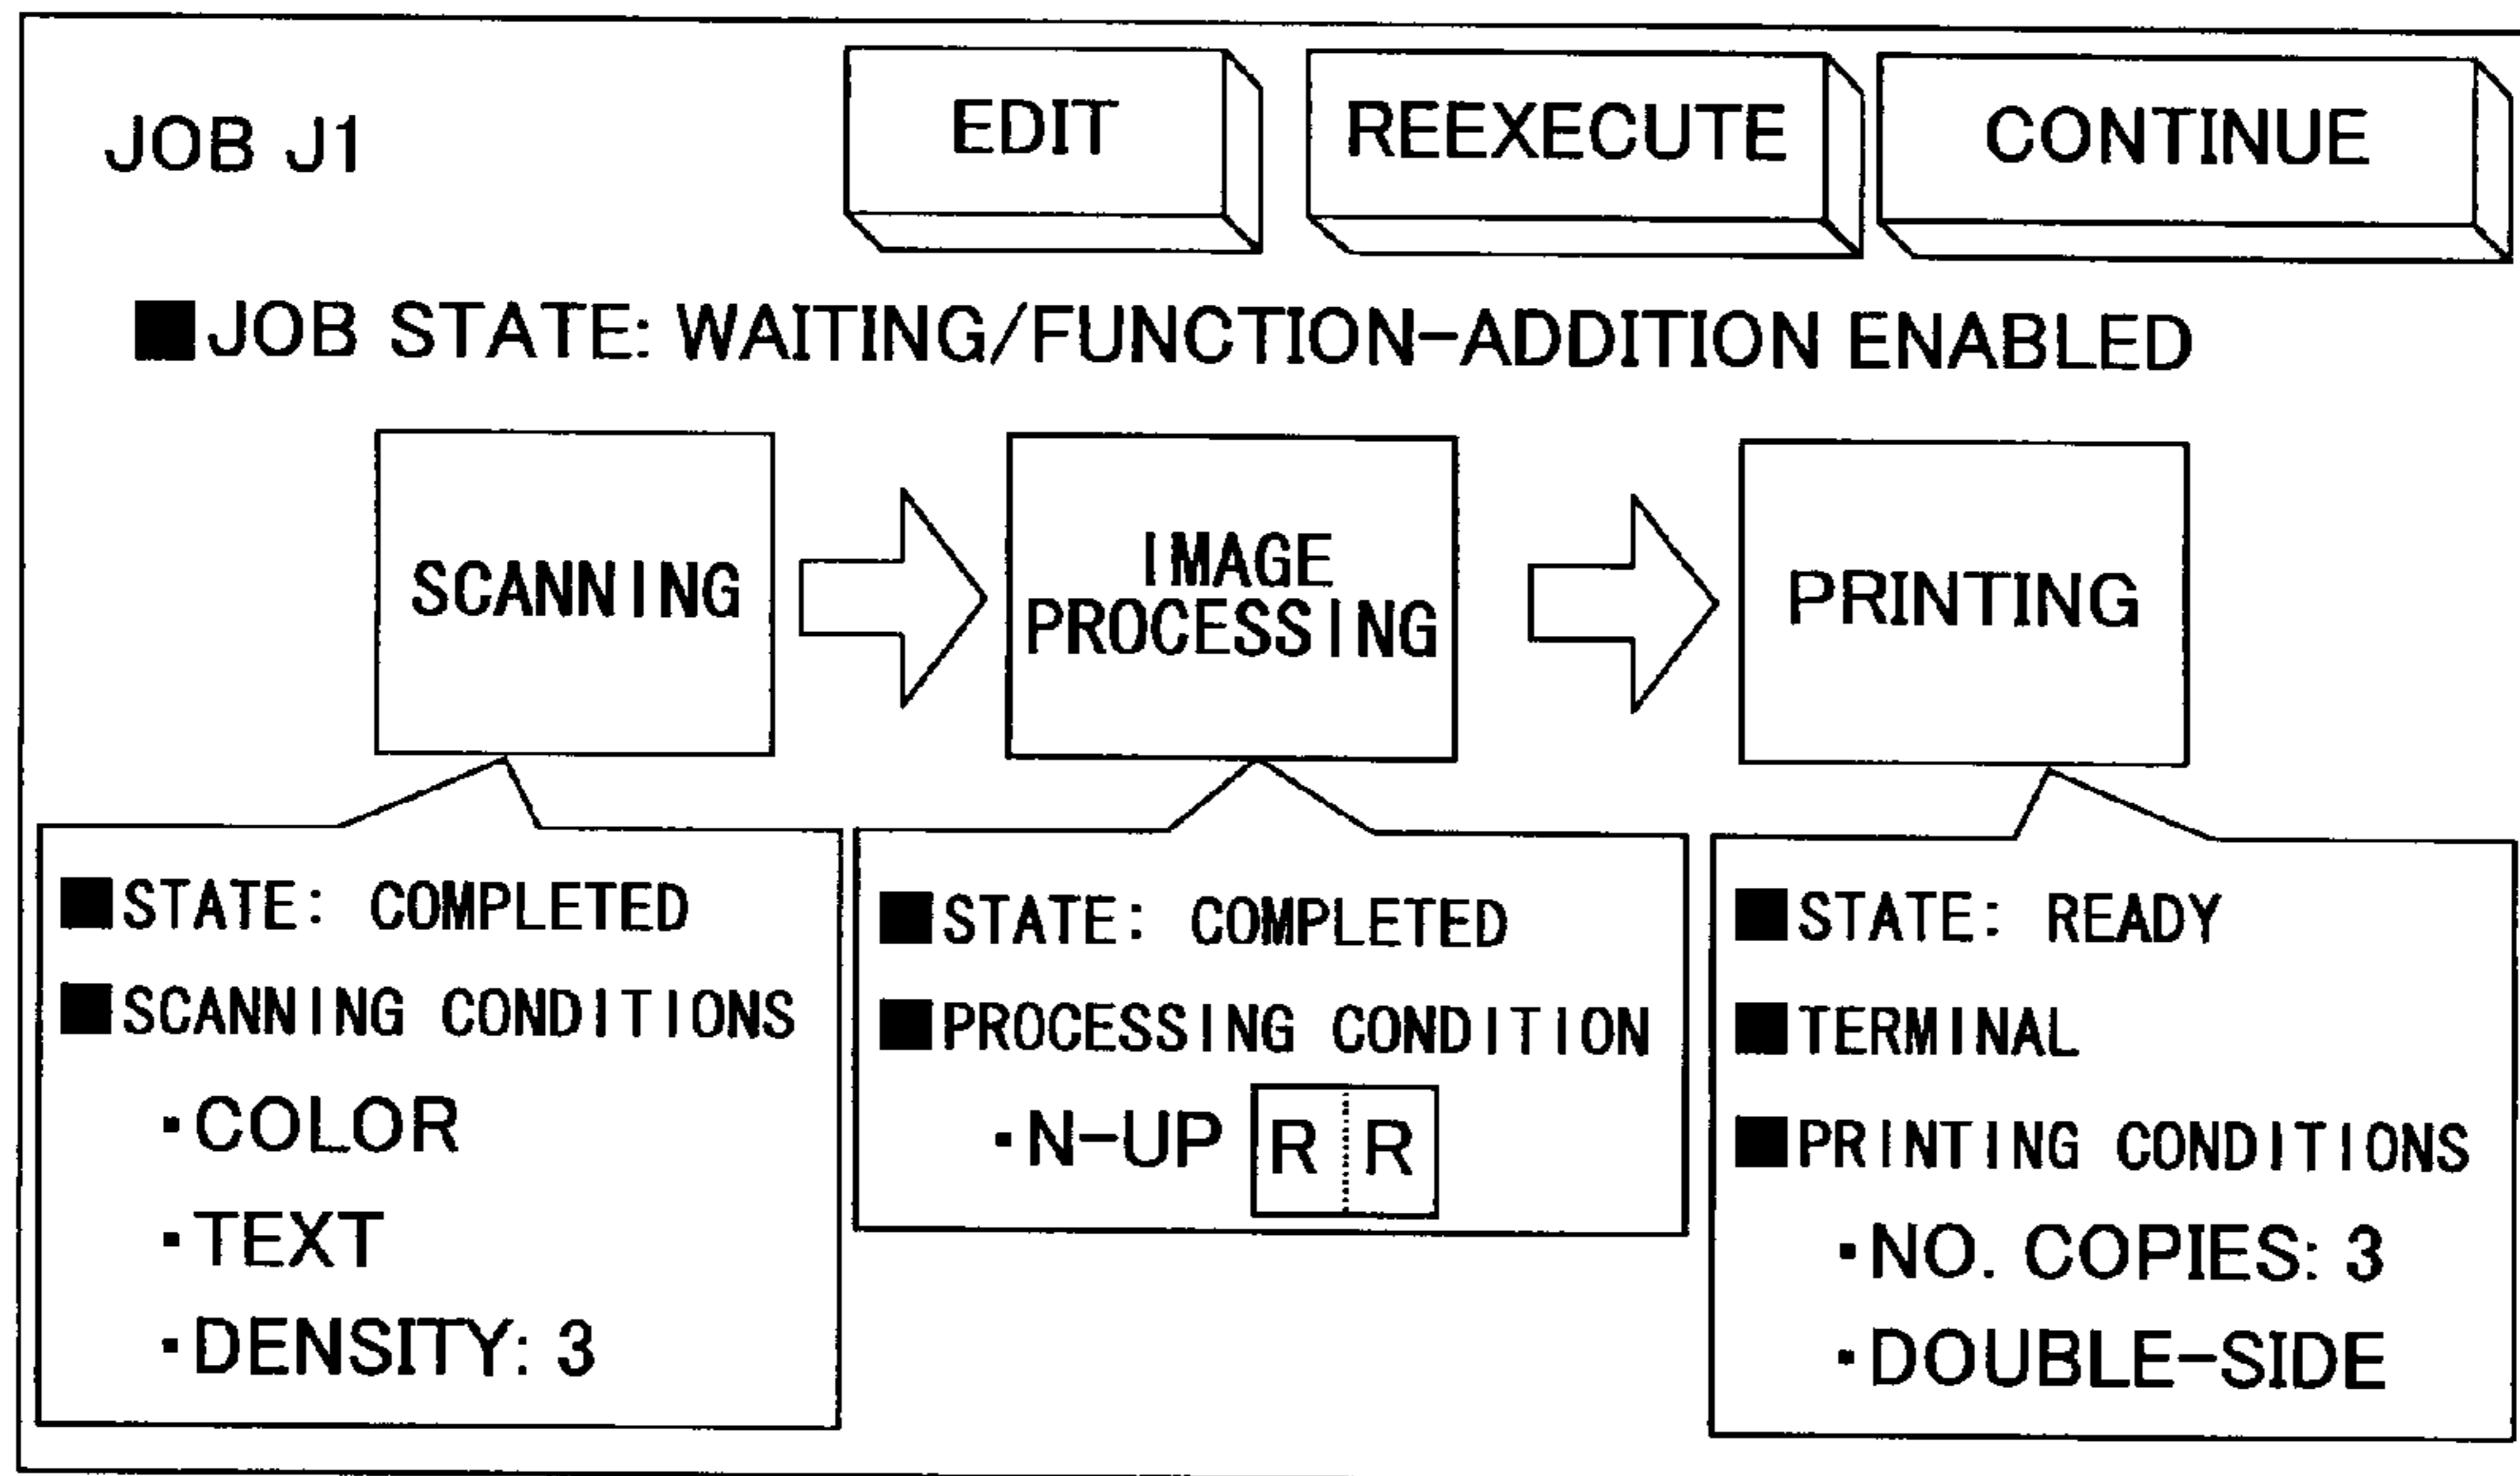 JOB J1
EDIT
REEXECUTE
CONTINUE
■JOB STATE: WAITING/FUNCTION-ADDITION ENABLED
SCANNING
IMAGE
PROCESSING
PRINTING
■STATE: COMPLETED
■SCANNING CONDITIONS
・COLOR
・TEXT
・DENSITY: 3
■STATE: COMPLETED
■PROCESSING CONDITION
・N-UP R R
■STATE: READY
■TERMINAL
■PRINTING CONDITIONS
・NO. COPIES: 3
・DOUBLE-SIDE